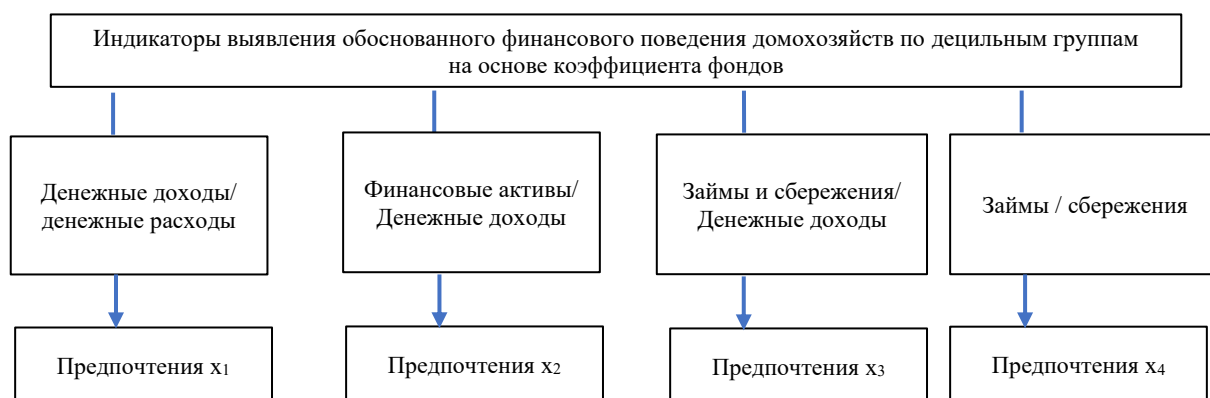 Индикаторы выявления обоснованного финансового поведения домохозяйств по децильным группам
на основе коэффициента фондов
Денежные доходы/
денежные расходы
Финансовые активы/
Денежные доходы
Займы и сбережения/
Денежные доходы
Займы / сбережения
Предпочтения x₁
Предпочтения x₂
Предпочтения x₃
Предпочтения x₄